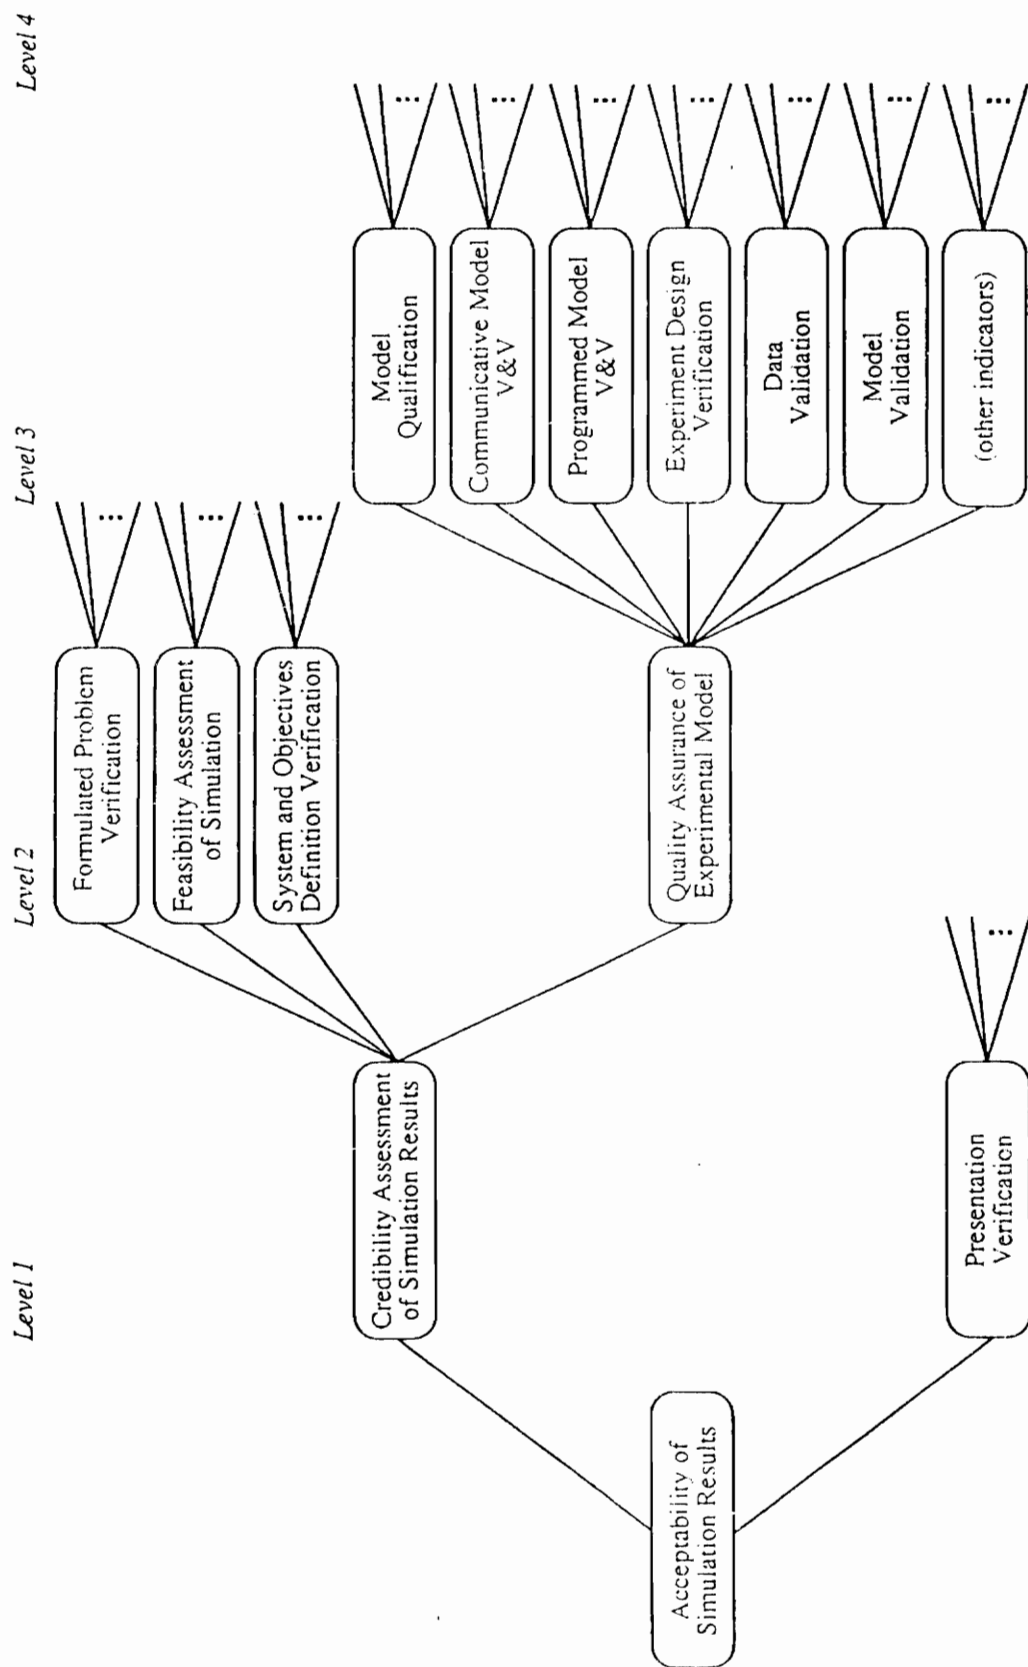 Level 1
Level 2
Level 3
Level 4
Acceptability of
Simulation Results
Credibility Assessment
of Simulation Results
Presentation
Verification
Formulated Problem
Verification
Feasibility Assessment
of Simulation
System and Objectives
Definition Verification
Quality Assurance of
Experimental Model
Model
Qualification
Communicative Model
V&V
Programmed Model
V&V
Experiment Design
Verification
Data
Validation
Model
Validation
(other indicators)